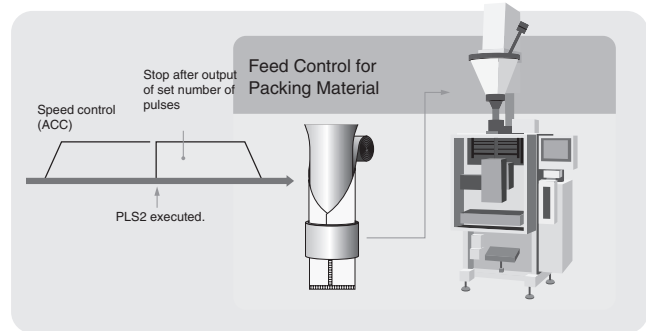 Feed Control for
Packing Material
Stop after output
of set number of
pulses
Speed control
(ACC)
PLS2 executed.